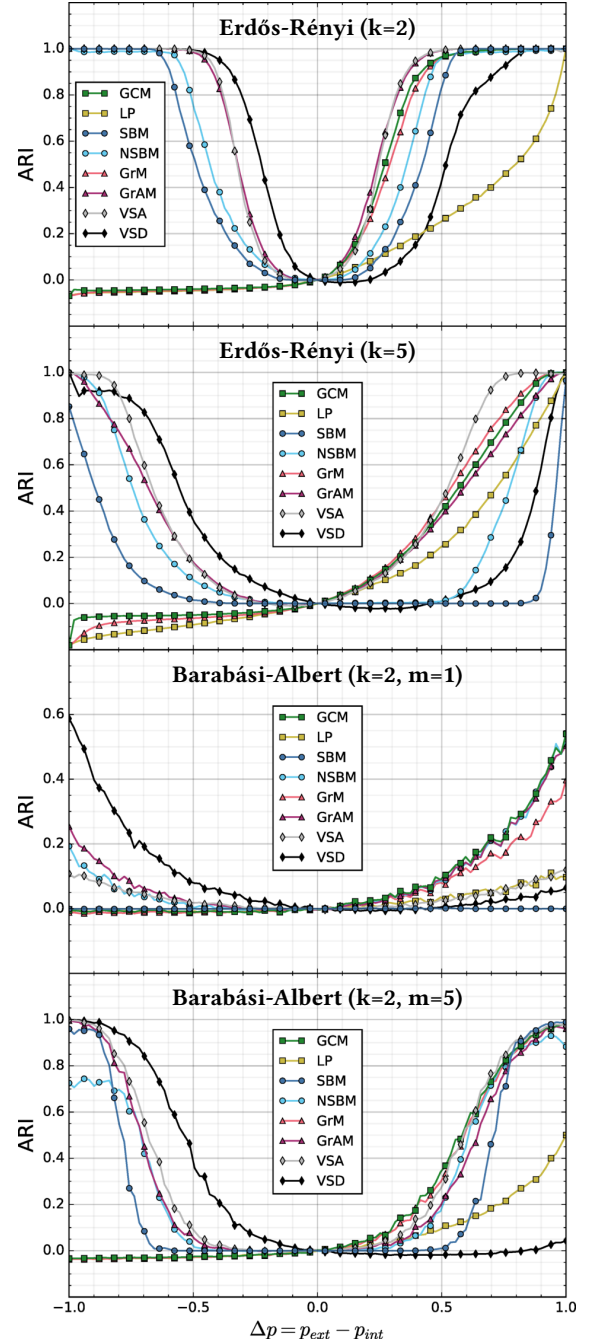 Erdős-Rényi (k=2)
1.0
0.8
0.6
0.4
0.2
0.0
ARI
GCM
LP
SBM
NSBM
GrM
GrAM
VSA
VSD
Erdős-Rényi (k=5)
1.0
0.8
0.6
0.4
0.2
0.0
ARI
GCM
LP
SBM
NSBM
GrM
GrAM
VSA
VSD
Barabási-Albert (k=2, m=1)
0.6
0.4
0.2
0.0
ARI
GCM
LP
SBM
NSBM
GrM
GrAM
VSA
VSD
Barabási-Albert (k=2, m=5)
1.0
0.8
0.6
0.4
0.2
0.0
ARI
GCM
LP
SBM
NSBM
GrM
GrAM
VSA
VSD
−1.0 −0.5 0.0 0.5 1.0
Δp = p_ext − p_int